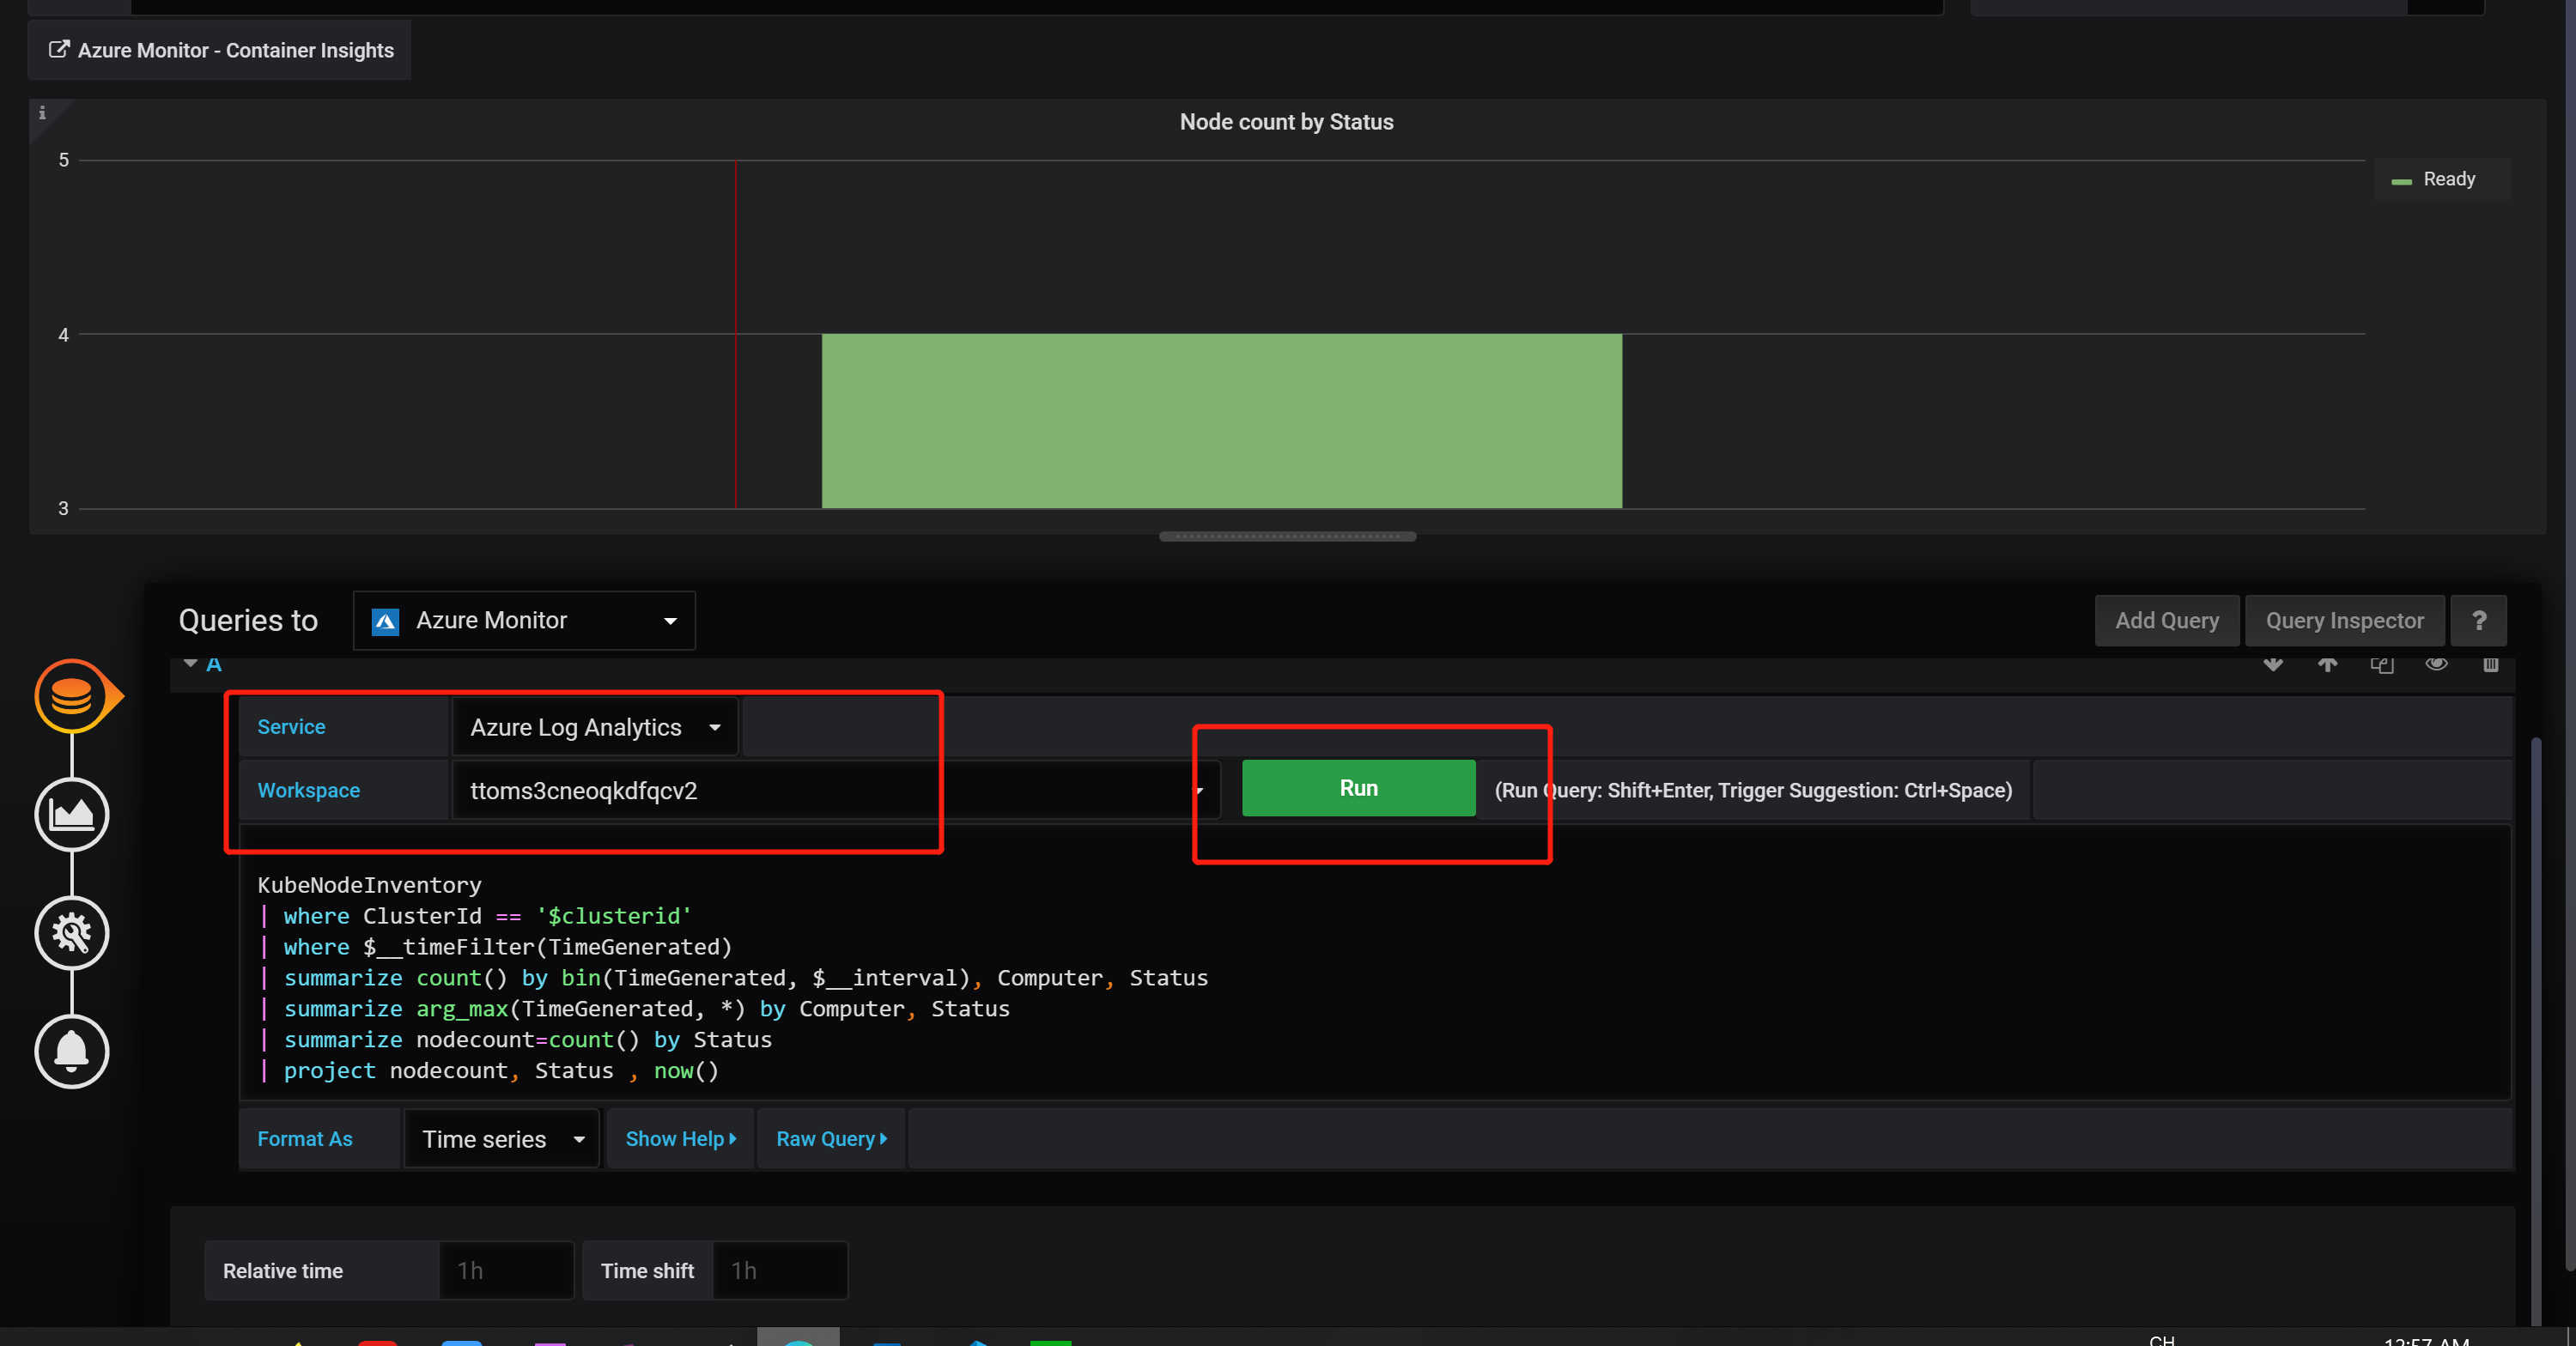 Azure Monitor - Container Insights
i
Node count by Status
5
4
3
Ready
Queries to
Azure Monitor
Add Query
Query Inspector
?
A
Service
Azure Log Analytics
Workspace
ttoms3cneoqkdfqcv2
Run
(Run Query: Shift+Enter, Trigger Suggestion: Ctrl+Space)
KubeNodeInventory
| where ClusterId == '$clusterid'
| where $__timeFilter(TimeGenerated)
| summarize count() by bin(TimeGenerated, $__interval), Computer, Status
| summarize arg_max(TimeGenerated, *) by Computer, Status
| summarize nodecount=count() by Status
| project nodecount, Status , now()
Format As
Time series
Show Help
Raw Query
Relative time
1h
Time shift
1h
CH
12:57 AM